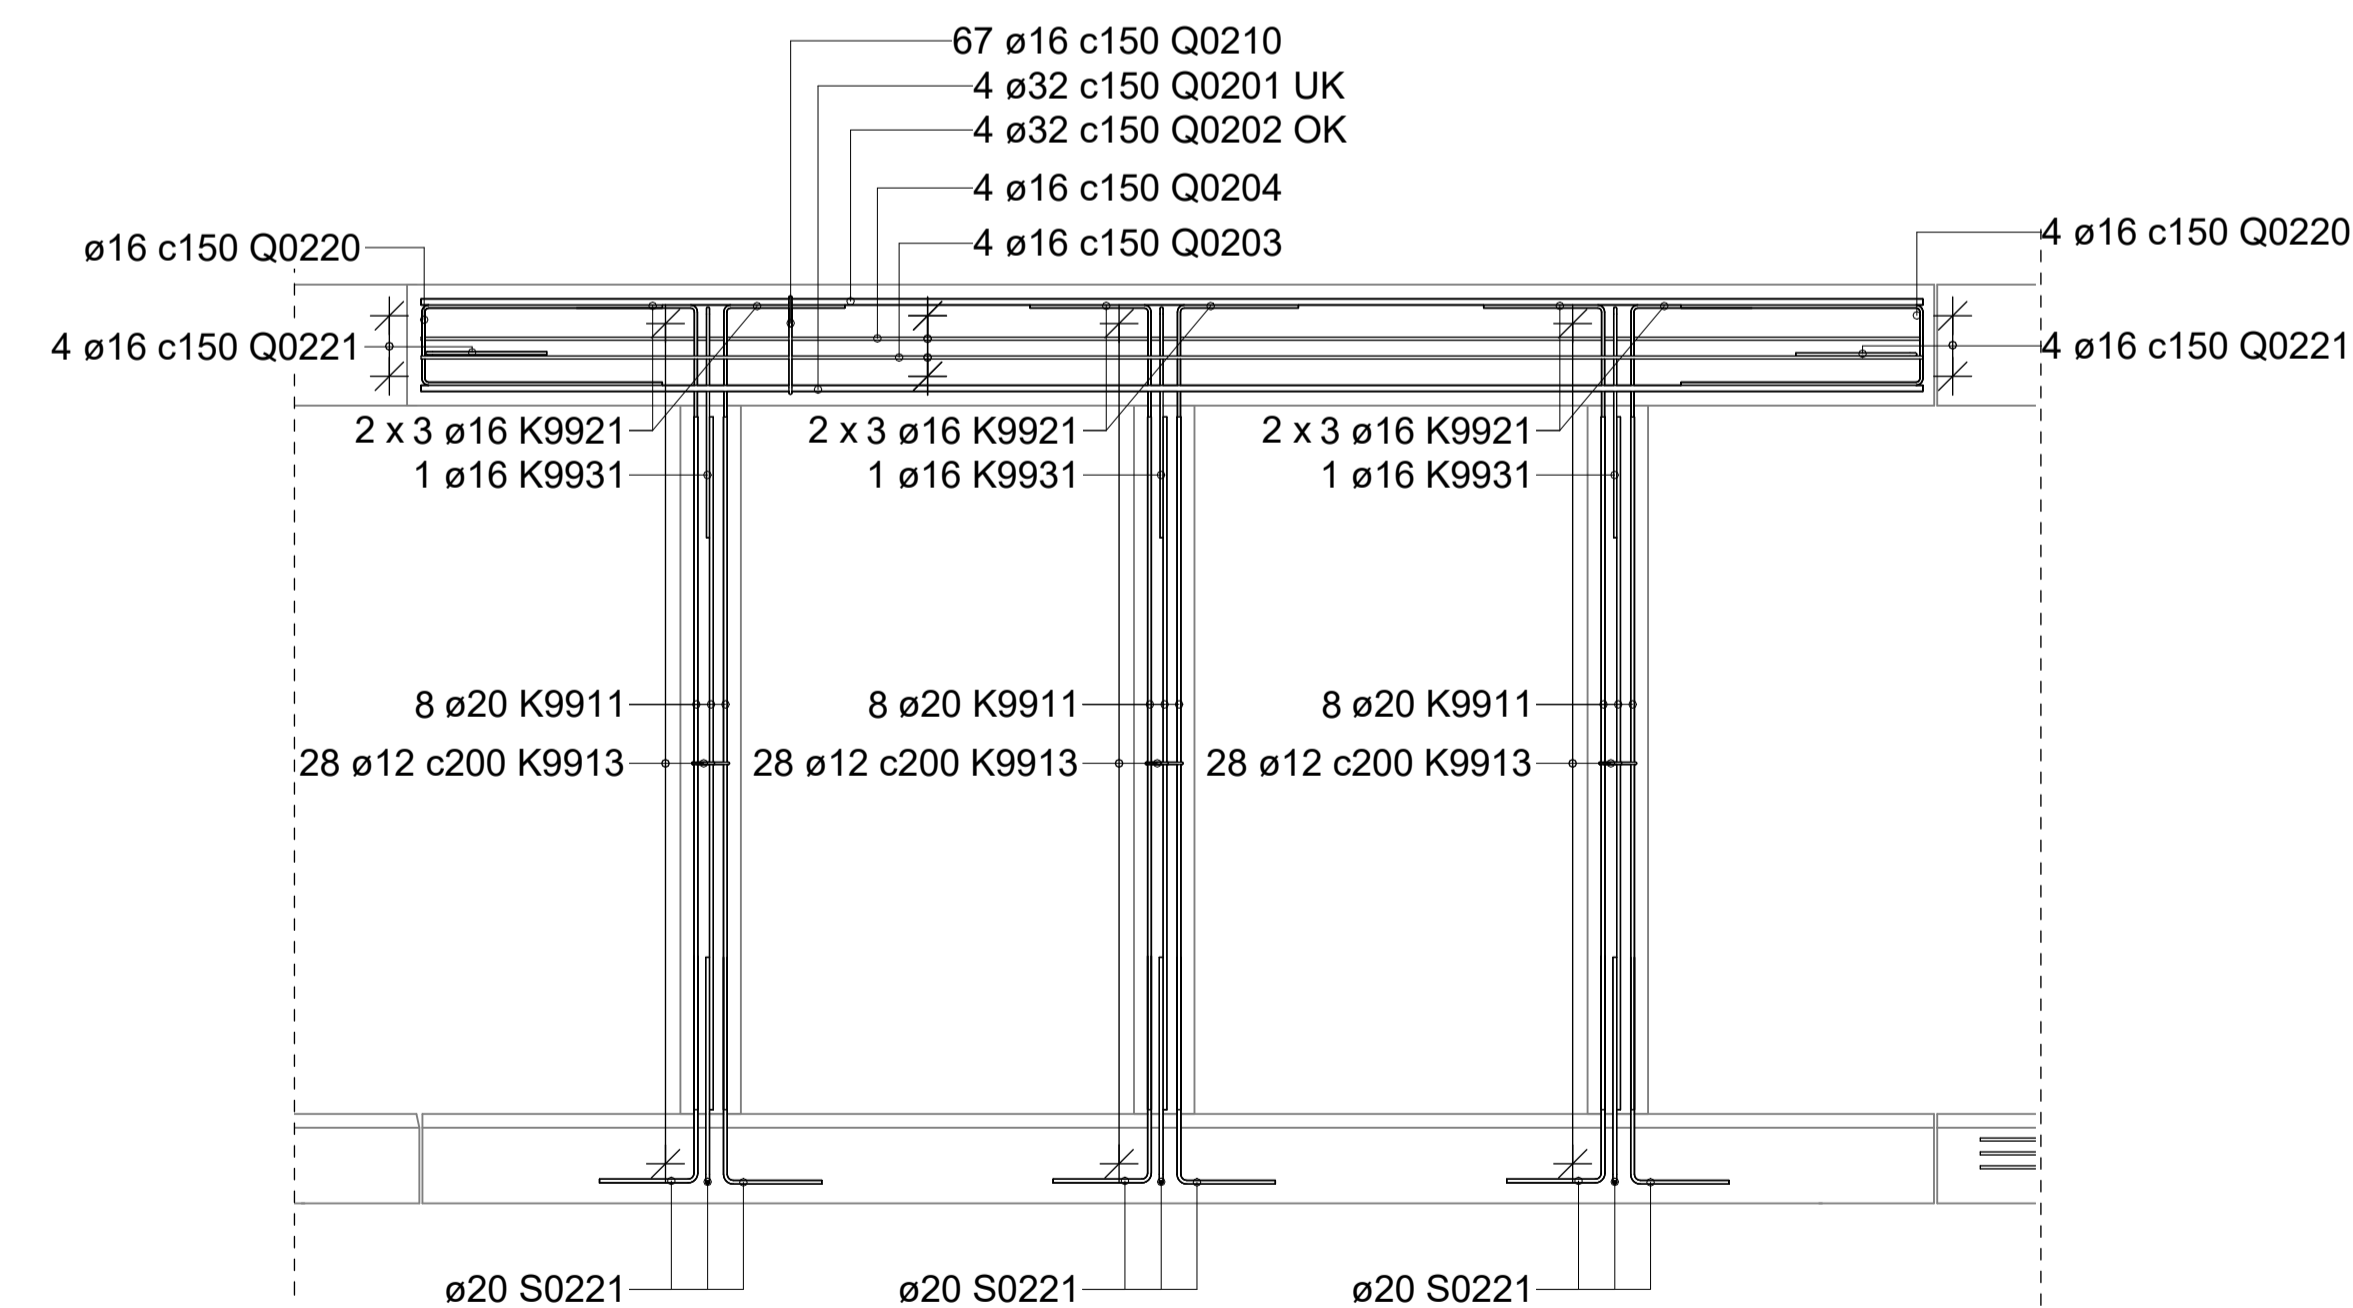 67 ø16 c150 Q0210
4 ø32 c150 Q0201 UK
4 ø32 c150 Q0202 OK
4 ø16 c150 Q0204
4 ø16 c150 Q0203
ø16 c150 Q0220
4 ø16 c150 Q0220
4 ø16 c150 Q0221
4 ø16 c150 Q0221
2 x 3 ø16 K9921
2 x 3 ø16 K9921
2 x 3 ø16 K9921
1 ø16 K9931
1 ø16 K9931
1 ø16 K9931
8 ø20 K9911
8 ø20 K9911
8 ø20 K9911
28 ø12 c200 K9913
28 ø12 c200 K9913
28 ø12 c200 K9913
ø20 S0221
ø20 S0221
ø20 S0221